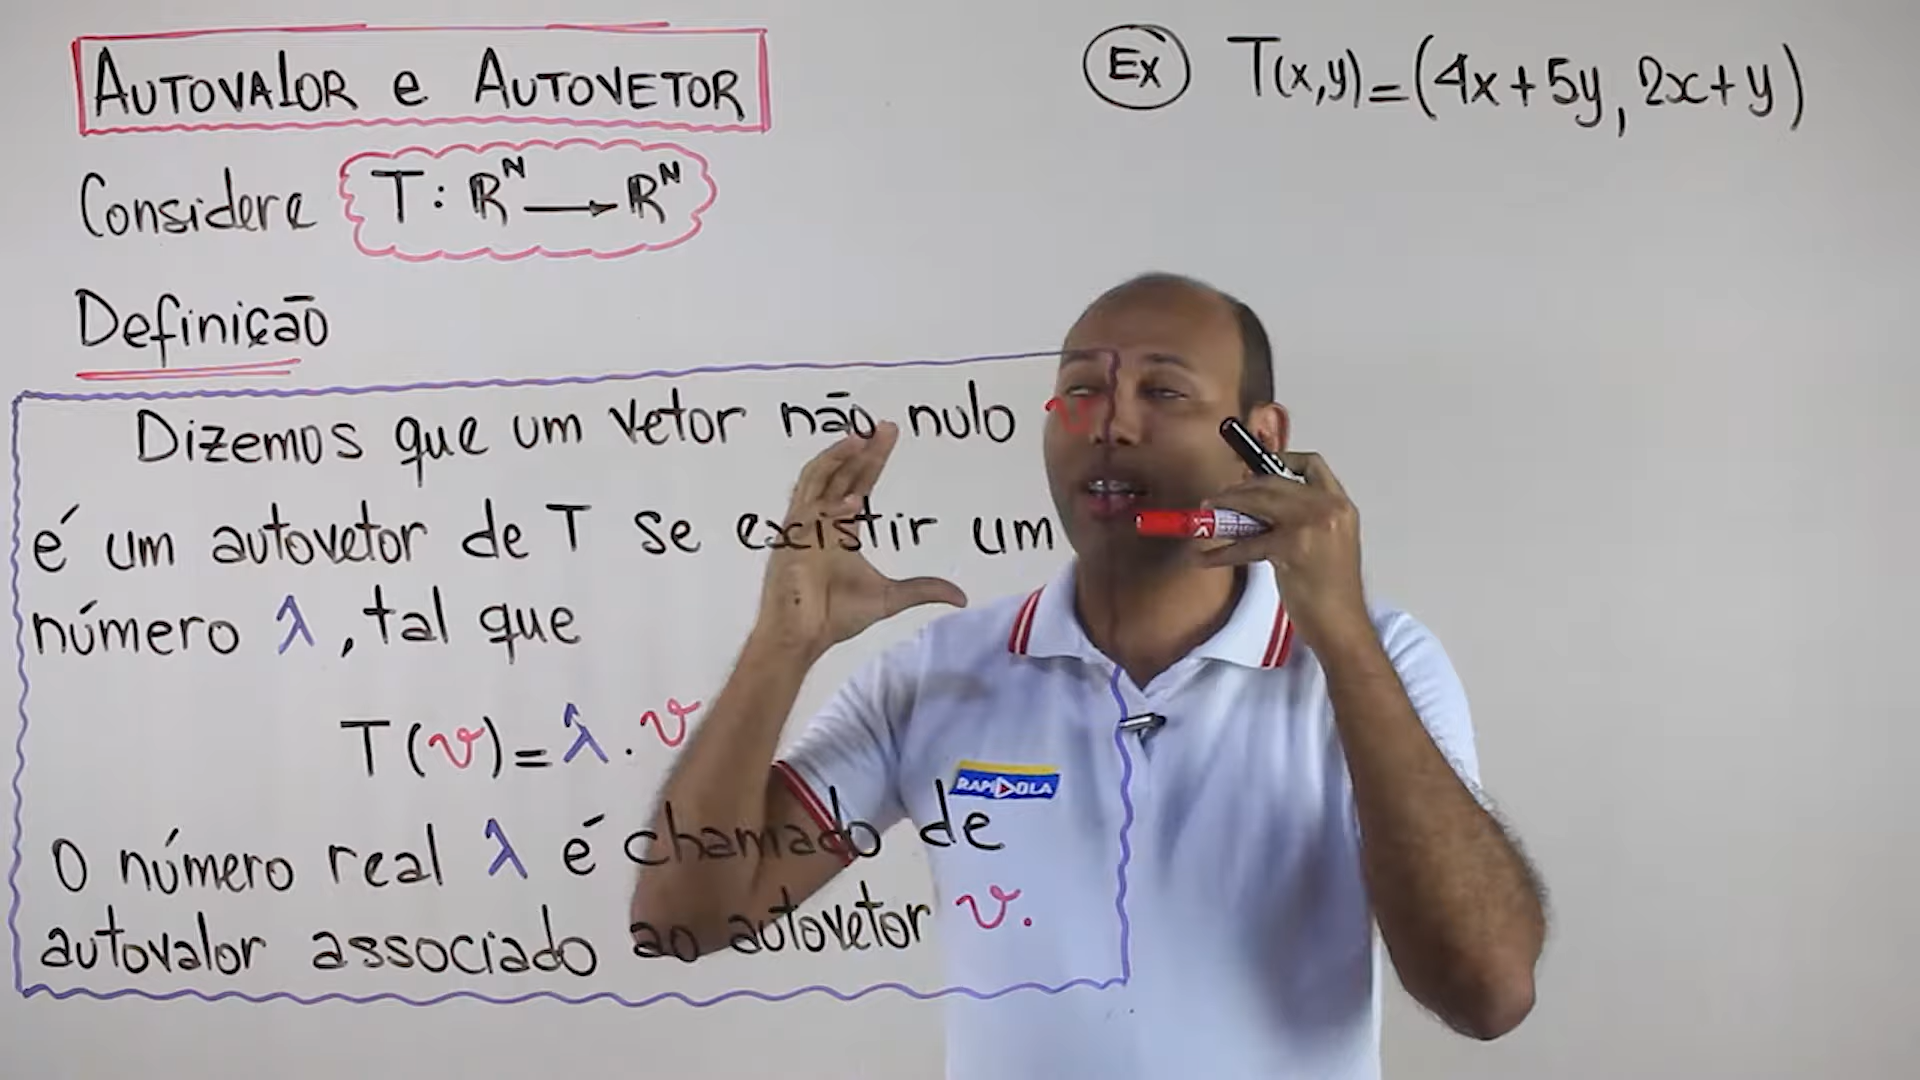 AUTOVALOR e AUTOVETOR
Considere T: R^N → R^N
Definição
Dizemos que um vetor não nulo v
é um autovetor de T se existir um
número λ, tal que
T(v) = λ . v
O número real λ é chamado de
autovalor associado ao autovetor v.
Ex T(x,y) = (4x + 5y, 2x + y)
RAPIDOLA